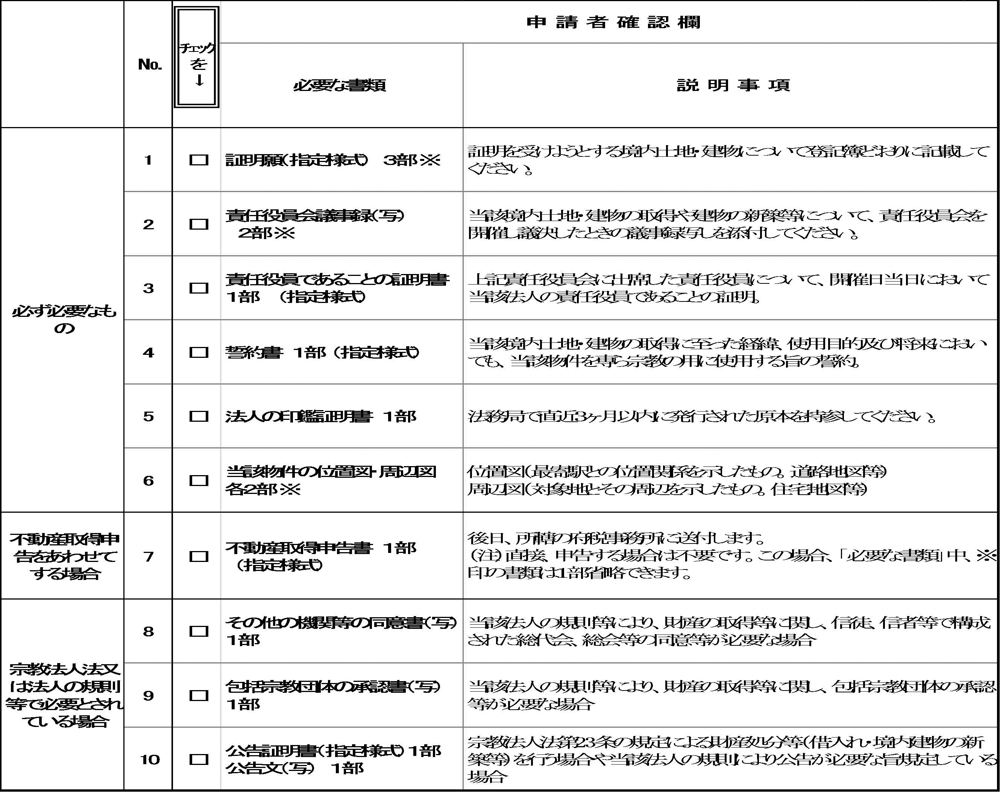 申請者確認欄
No.
チェック
を
↓
必要な書類
説明事項
必ず必要なも
の
1
□
証明願(指定様式)　3部※
証明を受けようとする境内土地・建物について登記簿どおりに記載して
ください。
2
□
責任役員会議事録(写)
2部※
当該境内土地・建物の取得や建物の新築等について、責任役員会を
開催し議決したときの議事録写しを添付してください。
3
□
責任役員であることの証明書
1部　(指定様式)
上記責任役員会に出席した責任役員について、開催日当日において
当該法人の責任役員であることの証明。
4
□
誓約書 1部 (指定様式)
当該境内土地・建物の取得に至った経緯、使用目的及び将来におい
ても、当該物件を専ら宗教の用に使用する旨の誓約。
5
□
法人の印鑑証明書 1部
法務局で直近3ヶ月以内に発行された原本を持参してください。
6
□
当該物件の位置図・周辺図
各2部※
位置図(最寄駅との位置関係を示したもの。道路地図等)
周辺図(対象地とその周辺を示したもの。住宅地図等)
不動産取得申
告をあわせて
する場合
7
□
不動産取得申告書 1部
(指定様式)
後日、所轄の府税事務所に送付します。
(注) 直接、申告する場合は不要です。この場合、「必要な書類」中、※
印の書類は1部省略できます。
宗教法人法又
は法人の規則
等で必要とされ
ている場合
8
□
その他の機関等の同意書(写)
1部
当該法人の規則等により、財産の取得等に関し、信徒、信者等で構成
された総代会、総会等の同意等が必要な場合
9
□
包括宗教団体の承認書(写)
1部
当該法人の規則等により、財産の取得等に関し、包括宗教団体の承認
等が必要な場合
10
□
公告証明書(指定様式) 1部
公告文(写)　1部
宗教法人法第23条の規定による財産処分等(借入れ・境内建物の新
築等)を行う場合や当該法人の規則により公告が必要な旨規定している
場合